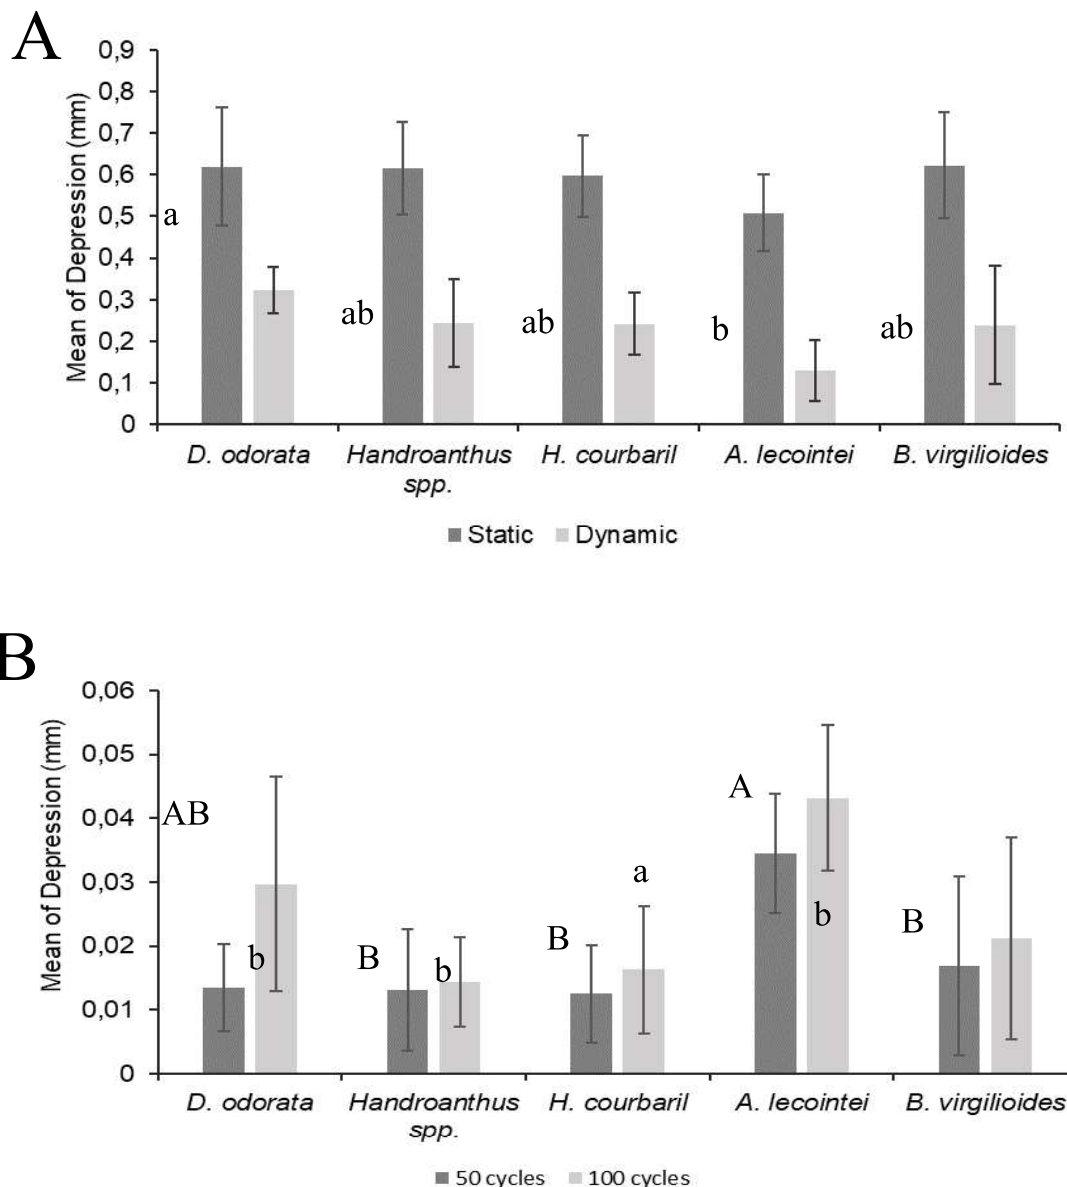 A
Mean of Depression (mm)
0,9
0,8
0,7
0,6
0,5
0,4
0,3
0,2
0,1
0
a
ab
ab
b
ab
D. odorata
Handroanthus
spp.
H. courbaril
A. lecointei
B. virgilioides
Static
Dynamic
B
Mean of Depression (mm)
0,06
0,05
0,04
0,03
0,02
0,01
0
AB
b
B
b
B
a
A
b
B
D. odorata
Handroanthus
spp.
H. courbaril
A. lecointei
B. virgilioides
50 cycles
100 cycles